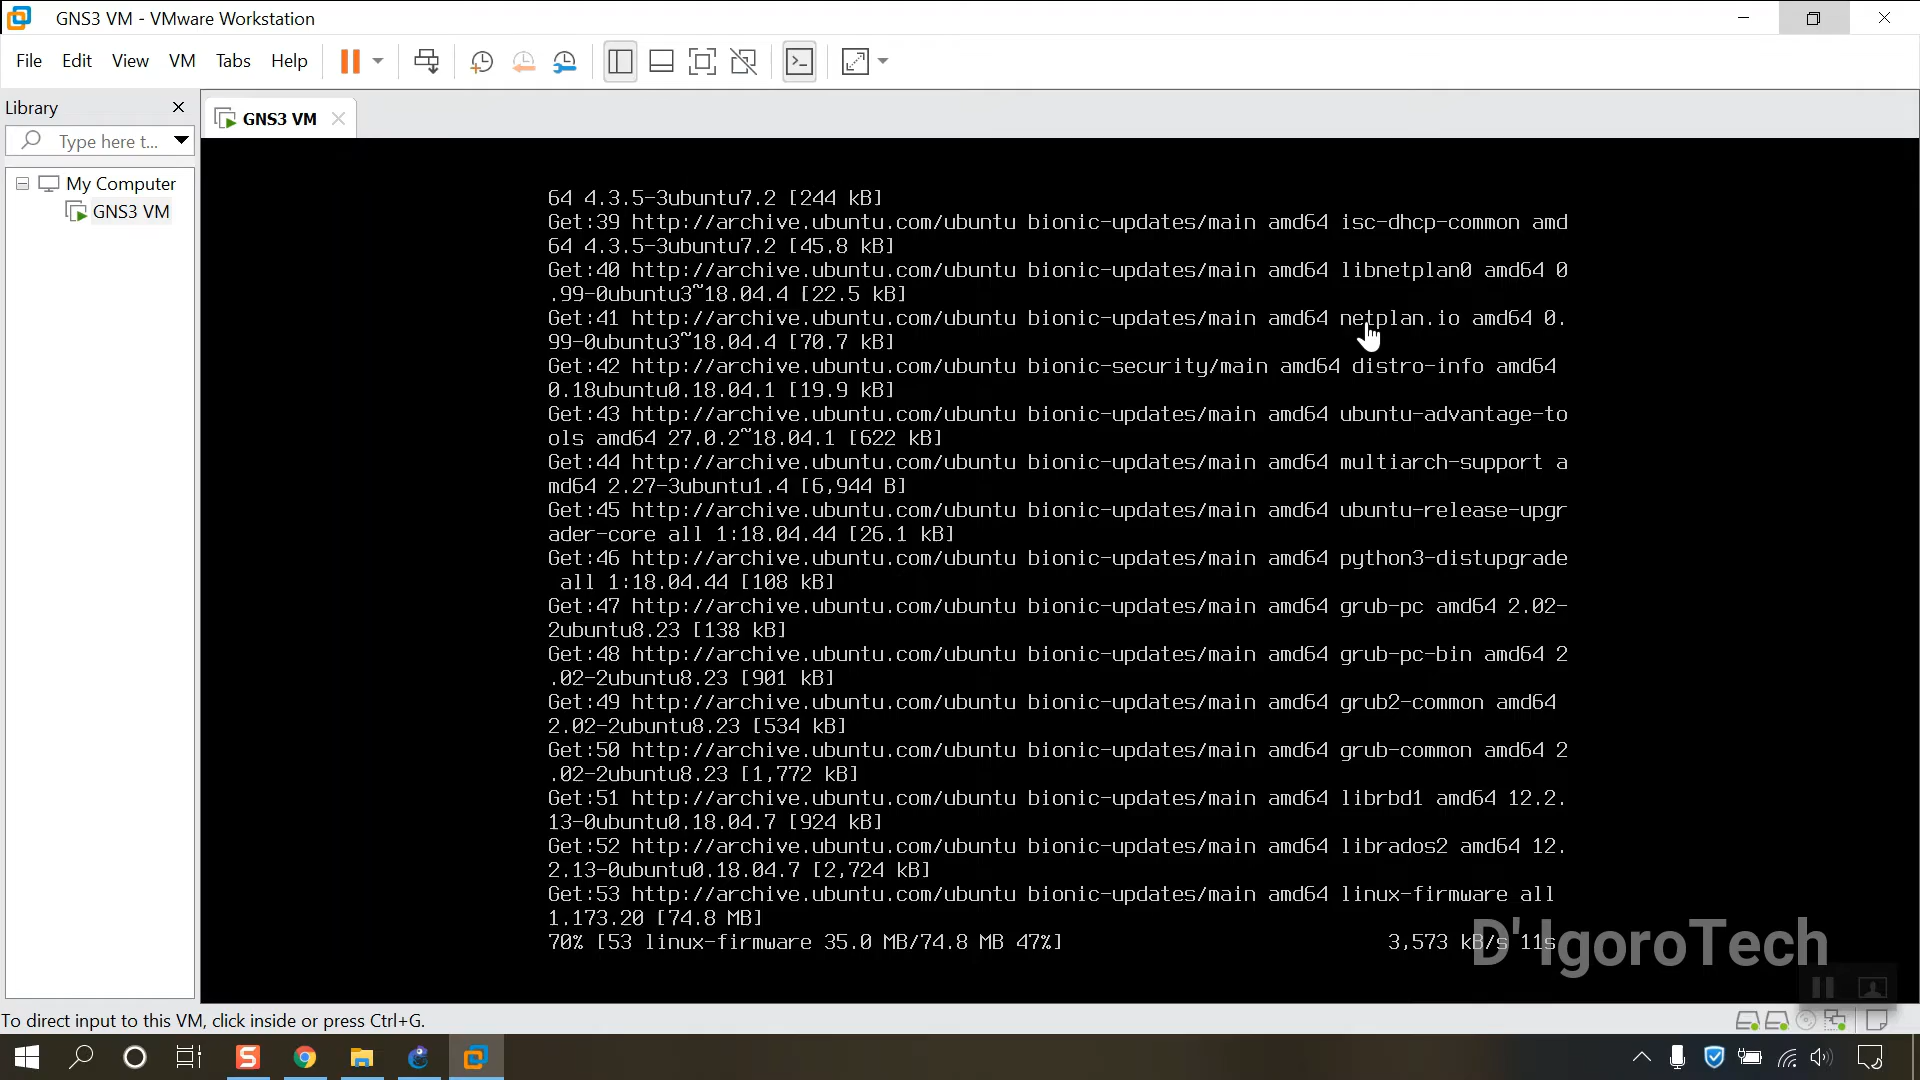 GNS3 VM - VMware Workstation
File Edit View VM Tabs Help
Library
GNS3 VM
Type here t...
My Computer
GNS3 VM
64 4.3.5-3ubuntu7.2 [244 kB]
Get:39 http://archive.ubuntu.com/ubuntu bionic-updates/main amd64 isc-dhcp-common amd
64 4.3.5-3ubuntu7.2 [45.8 kB]
Get:40 http://archive.ubuntu.com/ubuntu bionic-updates/main amd64 libnetplan0 amd64 0
.99-0ubuntu3~18.04.4 [22.5 kB]
Get:41 http://archive.ubuntu.com/ubuntu bionic-updates/main amd64 netplan.io amd64 0.
99-0ubuntu3~18.04.4 [70.7 kB]
Get:42 http://archive.ubuntu.com/ubuntu bionic-security/main amd64 distro-info amd64
0.18ubuntu0.18.04.1 [19.9 kB]
Get:43 http://archive.ubuntu.com/ubuntu bionic-updates/main amd64 ubuntu-advantage-to
ols amd64 27.0.2~18.04.1 [622 kB]
Get:44 http://archive.ubuntu.com/ubuntu bionic-updates/main amd64 multiarch-support a
md64 2.27-3ubuntu1.4 [6,944 B]
Get:45 http://archive.ubuntu.com/ubuntu bionic-updates/main amd64 ubuntu-release-upgr
ader-core all 1:18.04.44 [26.1 kB]
Get:46 http://archive.ubuntu.com/ubuntu bionic-updates/main amd64 python3-distupgrade
all 1:18.04.44 [108 kB]
Get:47 http://archive.ubuntu.com/ubuntu bionic-updates/main amd64 grub-pc amd64 2.02-
2ubuntu8.23 [138 kB]
Get:48 http://archive.ubuntu.com/ubuntu bionic-updates/main amd64 grub-pc-bin amd64 2
.02-2ubuntu8.23 [901 kB]
Get:49 http://archive.ubuntu.com/ubuntu bionic-updates/main amd64 grub2-common amd64
2.02-2ubuntu8.23 [534 kB]
Get:50 http://archive.ubuntu.com/ubuntu bionic-updates/main amd64 grub-common amd64 2
.02-2ubuntu8.23 [1,772 kB]
Get:51 http://archive.ubuntu.com/ubuntu bionic-updates/main amd64 librbd1 amd64 12.2.
13-0ubuntu0.18.04.7 [924 kB]
Get:52 http://archive.ubuntu.com/ubuntu bionic-updates/main amd64 librados2 amd64 12.
2.13-0ubuntu0.18.04.7 [2,724 kB]
Get:53 http://archive.ubuntu.com/ubuntu bionic-updates/main amd64 linux-firmware all
1.173.20 [74.8 MB]
70% [53 linux-firmware 35.0 MB/74.8 MB 47%] 3,573 kB/s 11s
D'IgoroTech
To direct input to this VM, click inside or press Ctrl+G.